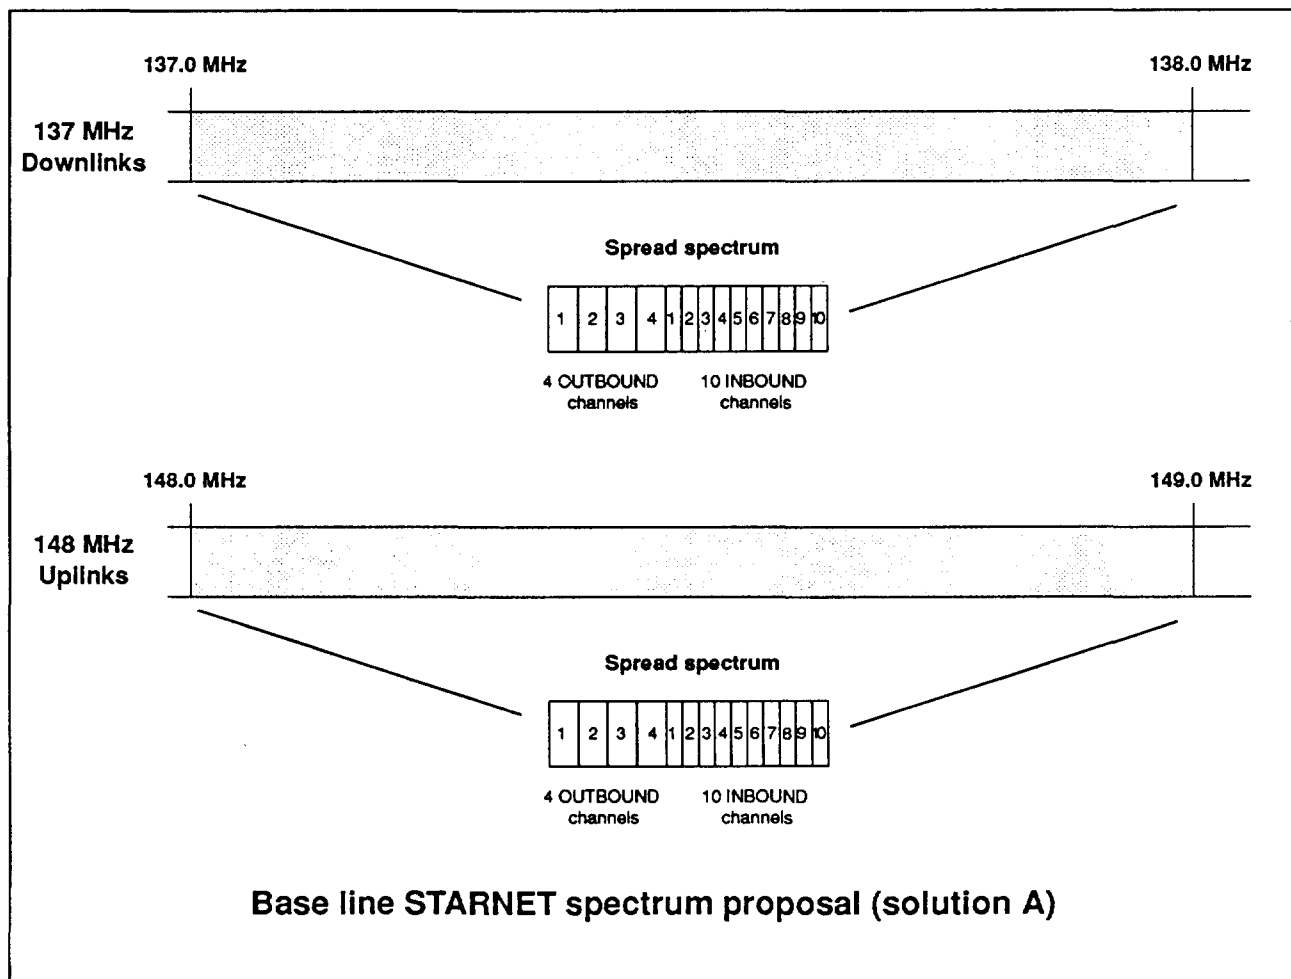 137.0 MHz
138.0 MHz
137 MHz
Downlinks
Spread spectrum
1 2 3 4 1 2 3 4 5 6 7 8 9 10
4 OUTBOUND
channels
10 INBOUND
channels
148.0 MHz
149.0 MHz
148 MHz
Uplinks
Spread spectrum
1 2 3 4 1 2 3 4 5 6 7 8 9 10
4 OUTBOUND
channels
10 INBOUND
channels
Base line STARNET spectrum proposal (solution A)